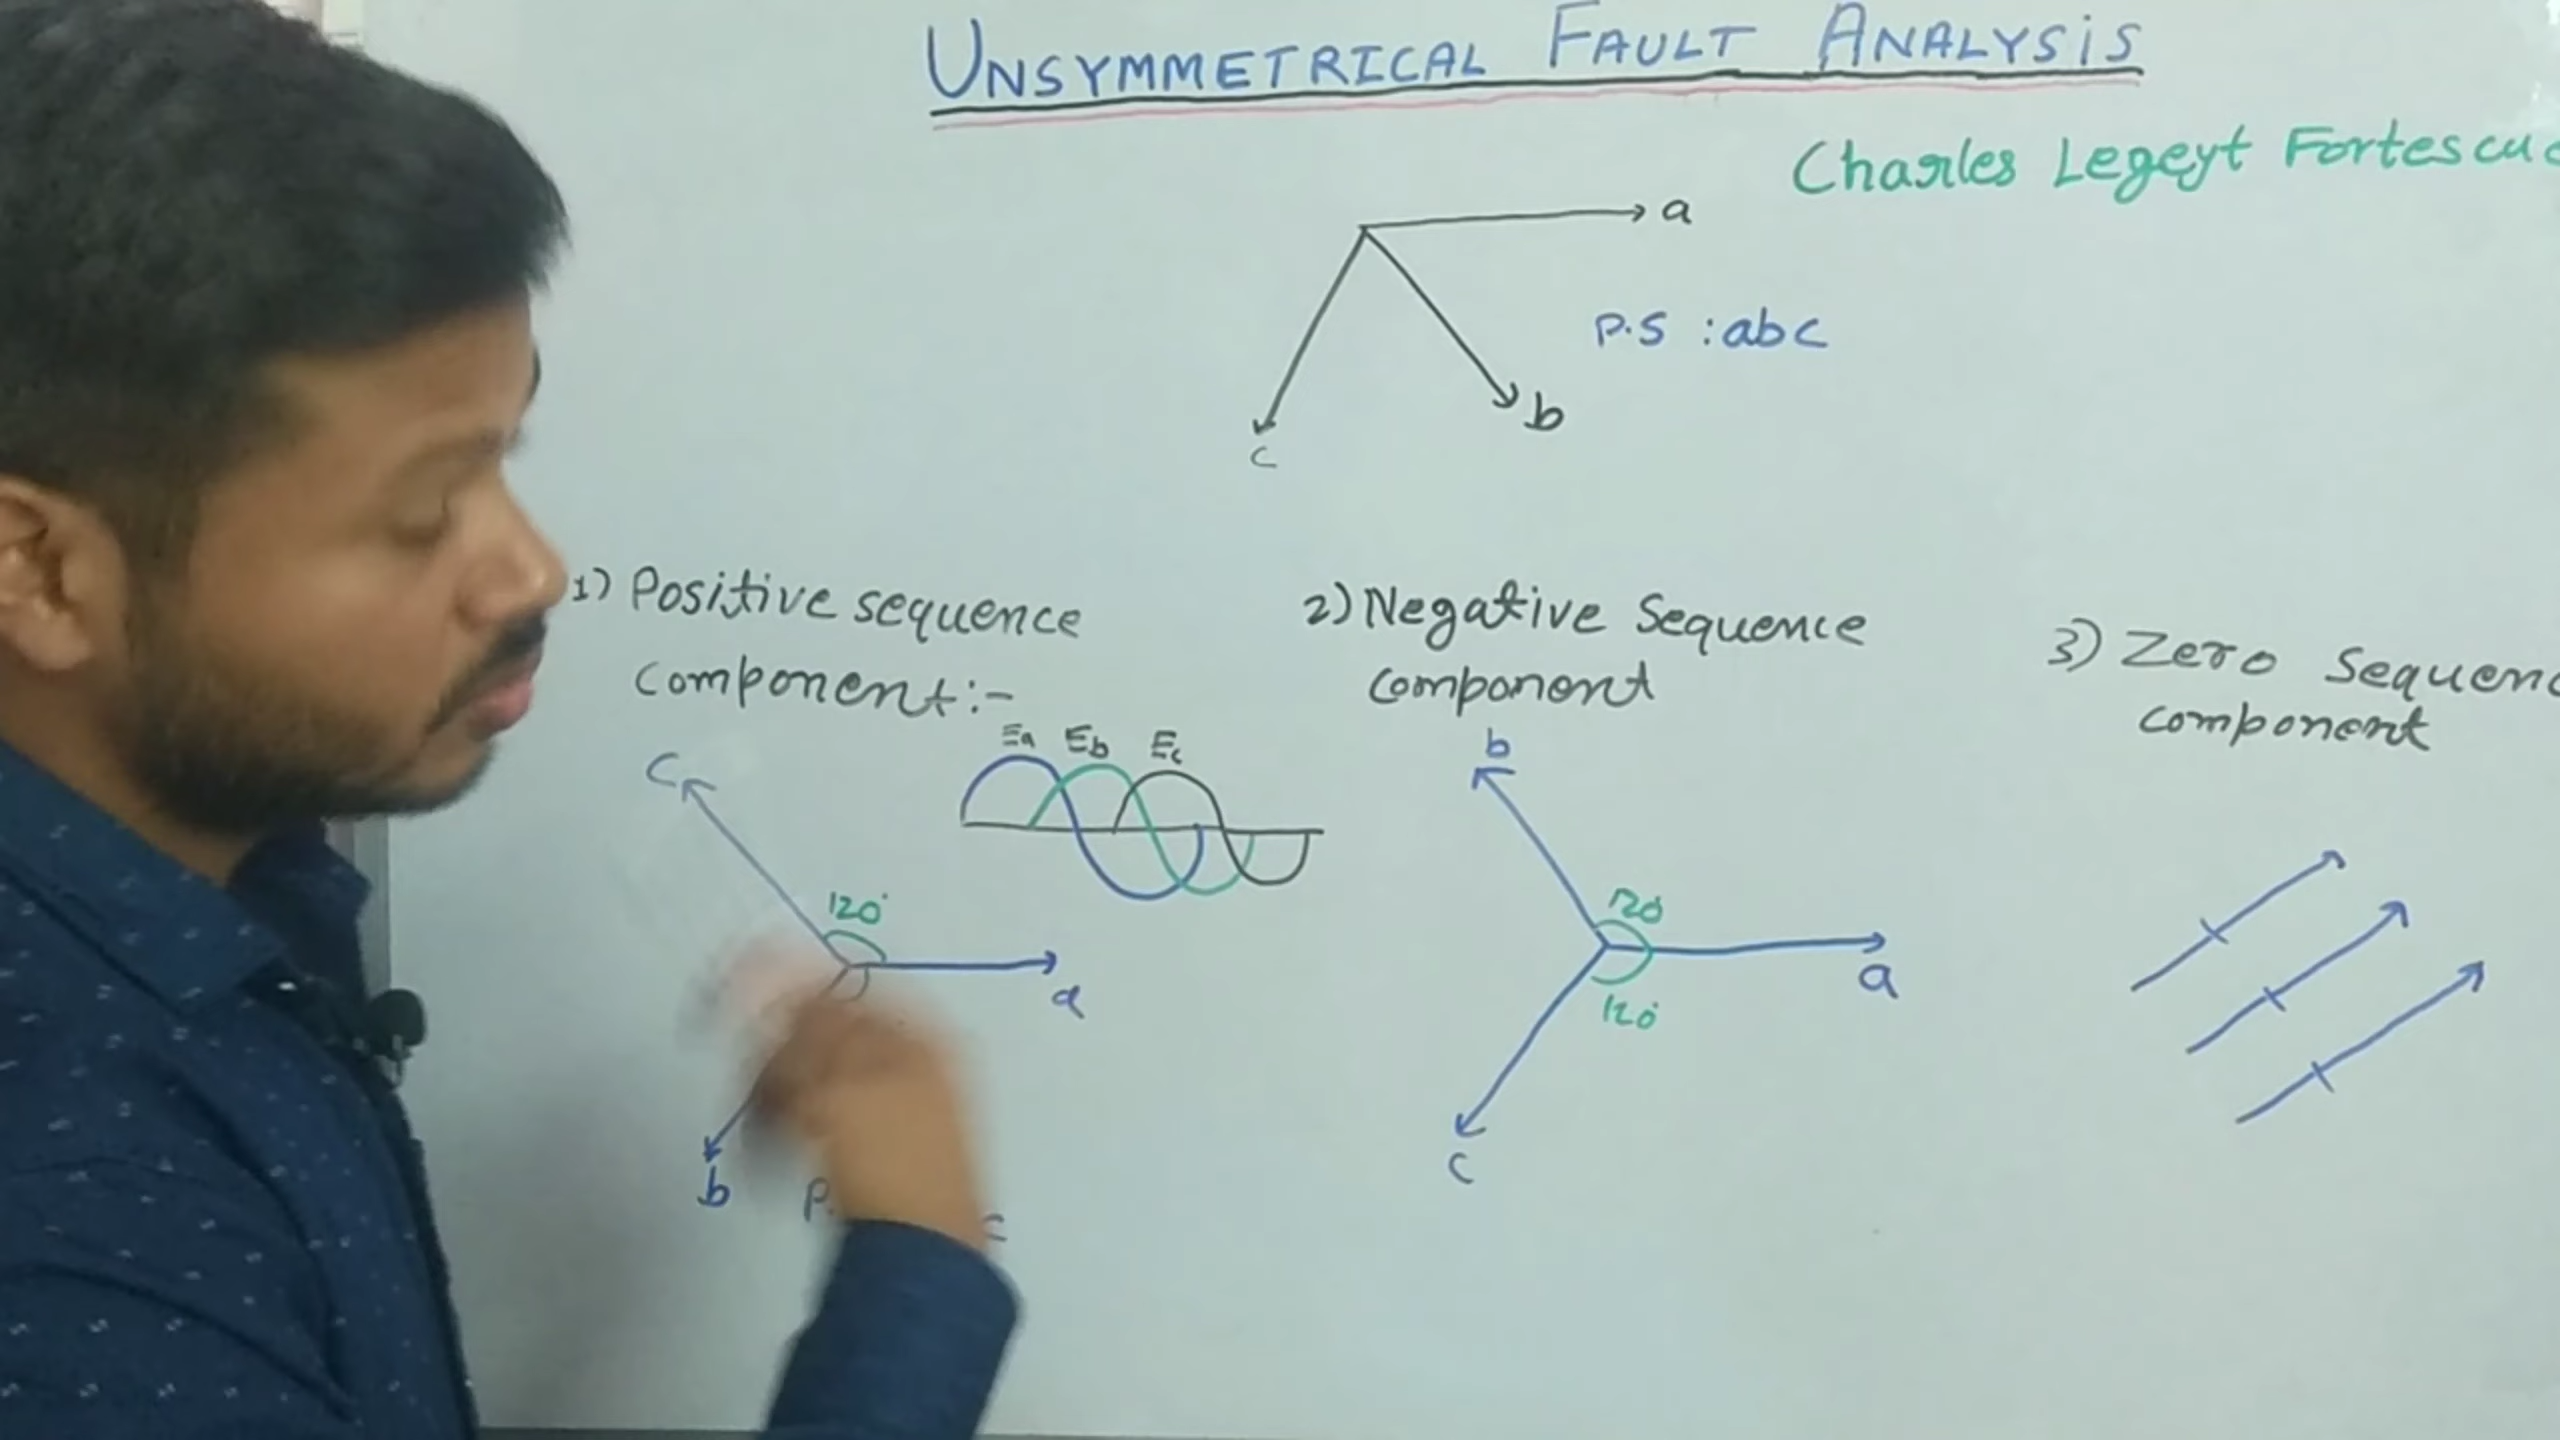 UNSYMMETRICAL FAULT ANALYSIS
Charles Legeyt Fortescue
a
P.S :abc
b
c
1) Positive sequence
component:-
2) Negative Sequence
component
3) Zero Sequenc
component
Ea Eb Ec
c
120°
a
b
P.
c
b
120
a
120°
c